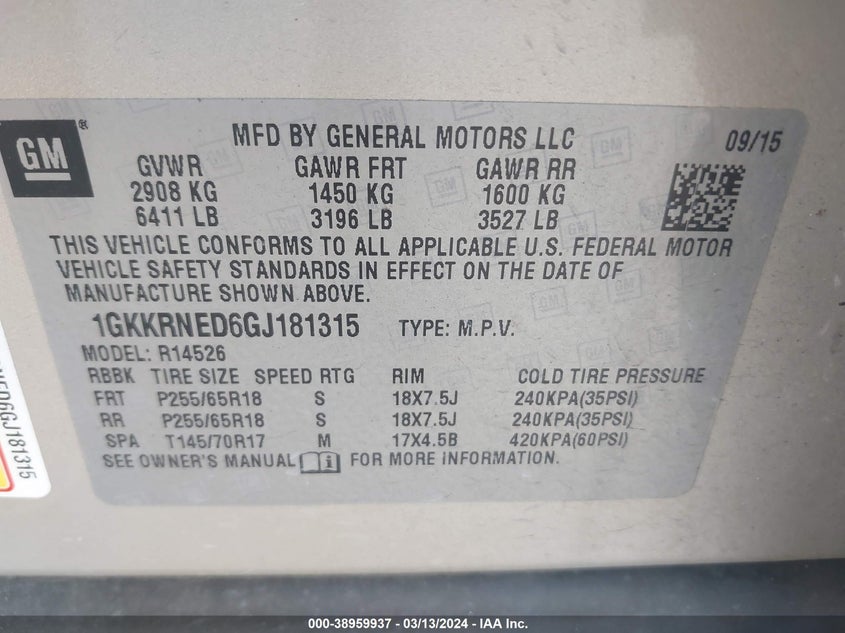 GM®
MFD BY GENERAL MOTORS LLC 09/15
GVWR GAWR FRT GAWR RR
2908 KG 1450 KG 1600 KG
6411 LB 3196 LB 3527 LB
THIS VEHICLE CONFORMS TO ALL APPLICABLE U.S. FEDERAL MOTOR
VEHICLE SAFETY STANDARDS IN EFFECT ON THE DATE OF
MANUFACTURE SHOWN ABOVE.
1GKKRNED6GJ181315 TYPE: M.P.V.
MODEL: R14526
RBBK TIRE SIZE SPEED RTG RIM COLD TIRE PRESSURE
FRT P255/65R18 S 18X7.5J 240KPA(35PSI)
RR P255/65R18 S 18X7.5J 240KPA(35PSI)
SPA T145/70R17 M 17X4.5B 420KPA(60PSI)
SEE OWNER'S MANUAL i FOR MORE INFORMATION.
000-38959937 - 03/13/2024 - IAA Inc.